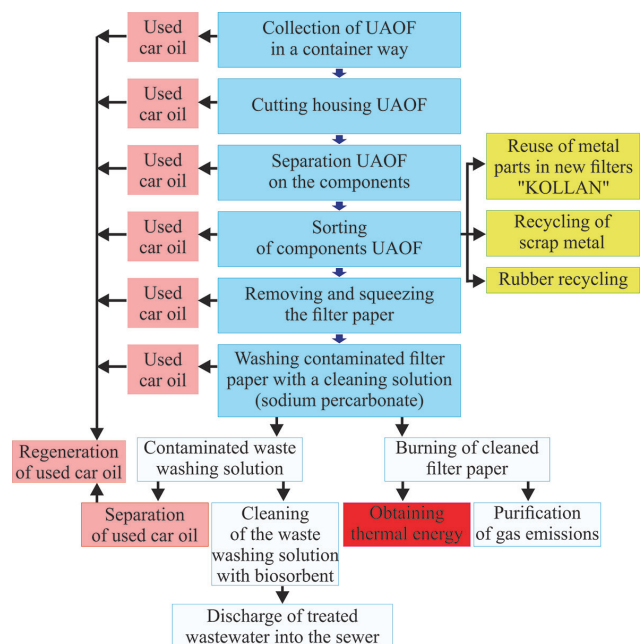 Used
car oil
Collection of UAOF
in a container way
Used
car oil
Cutting housing UAOF
Used
car oil
Separation UAOF
on the components
Reuse of metal
parts in new filters
"KOLLAN"
Used
car oil
Sorting
of components UAOF
Recycling of
scrap metal
Rubber recycling
Used
car oil
Removing and squeezing
the filter paper
Used
car oil
Washing contaminated filter
paper with a cleaning solution
(sodium percarbonate)
Regeneration
of used car oil
Contaminated waste
washing solution
Burning of cleaned
filter paper
Separation
of used car oil
Cleaning
of the waste
washing solution
with biosorbent
Obtaining
thermal energy
Purification
of gas emissions
Discharge of treated
wastewater into the sewer